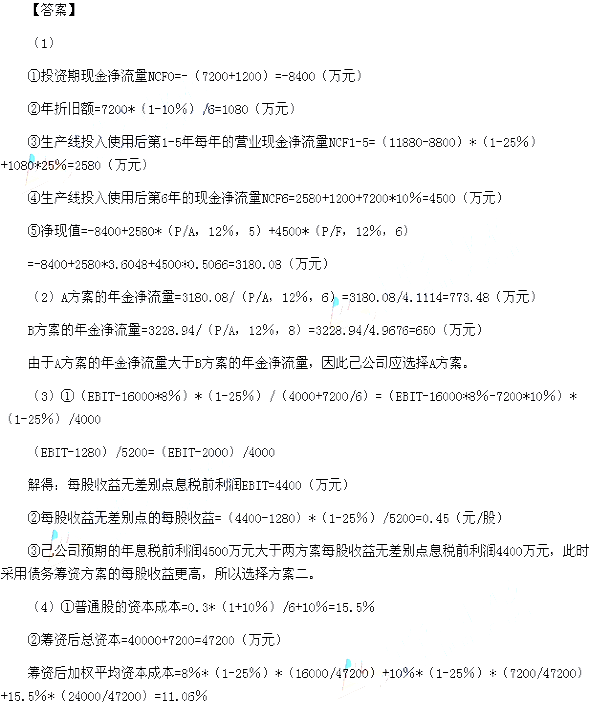 【答案】
（1）
①投资期现金净流量NCF0=-（7200+1200）=-8400（万元）
②年折旧额=7200*（1-10%）/6=1080（万元）
③生产线投入使用后第1-5年每年的营业现金净流量NCF1-5=（11880-8800）*（1-25%）
+1080*25%=2580（万元）
④生产线投入使用后第6年的现金净流量NCF6=2580+1200+7200*10%=4500（万元）
⑤净现值=-8400+2580*（P/A，12%，5）+4500*（P/F，12%，6）
=-8400+2580*3.6048+4500*0.5066=3180.08（万元）
（2）A方案的年金净流量=3180.08/（P/A，12%，6）=3180.08/4.1114=773.48（万元）
B方案的年金净流量=3228.94/（P/A，12%，8）=3228.94/4.9676=650（万元）
由于A方案的年金净流量大于B方案的年金净流量，因此己公司应选择A方案。
（3）①（EBIT-16000*8%）*（1-25%）/（4000+7200/6）=（EBIT-16000*8%-7200*10%）*
（1-25%）/4000
（EBIT-1280）/5200=（EBIT-2000）/4000
解得：每股收益无差别点息税前利润EBIT=4400（万元）
②每股收益无差别点的每股收益=（4400-1280）*（1-25%）/5200=0.45（元/股）
③己公司预期的年息税前利润4500万元大于两方案每股收益无差别点息税前利润4400万元，此时
采用债务筹资方案的每股收益更高，所以选择方案二。
（4）①普通股的资本成本=0.3*（1+10%）/6+10%=15.5%
②筹资后总资本=40000+7200=47200（万元）
筹资后加权平均资本成本=8%*（1-25%）*（16000/47200）+10%*（1-25%）*（7200/47200）
+15.5%*（24000/47200）=11.06%